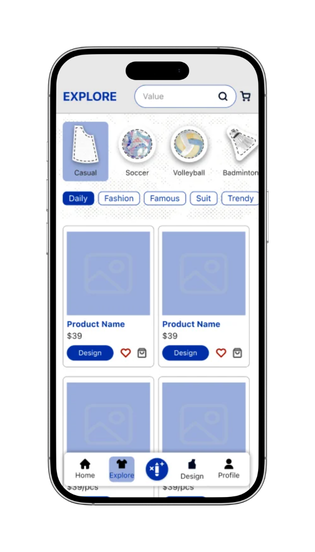 EXPLORE
Value
Casual
Soccer
Volleyball
Badminton
Daily
Fashion
Famous
Suit
Trendy
Product Name
$39
Design
Product Name
$39
Design
Home
Explore
Design
Profile
$39/pcs
$39/pcs